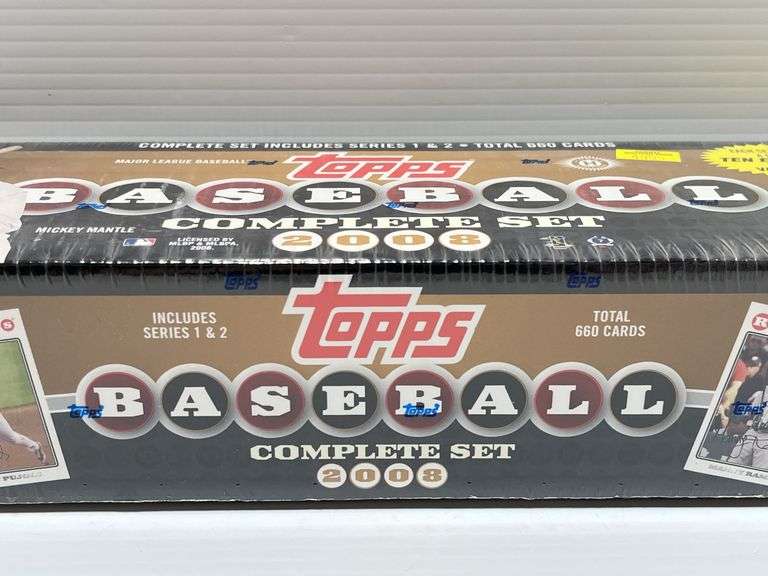 COMPLETE SET INCLUDES SERIES 1 & 2 • TOTAL 660 CARDS
MAJOR LEAGUE BASEBALL
Topps
Topps
Topps
TEN
BASEBALL
COMPLETE SET
MICKEY MANTLE
LICENSED BY
MLBP & MLBPA,
2008.
2008
Topps
Topps
INCLUDES
SERIES 1 & 2
Topps
TOTAL
660 CARDS
BASEBALL
Topps
Topps
Topps
COMPLETE SET
2008